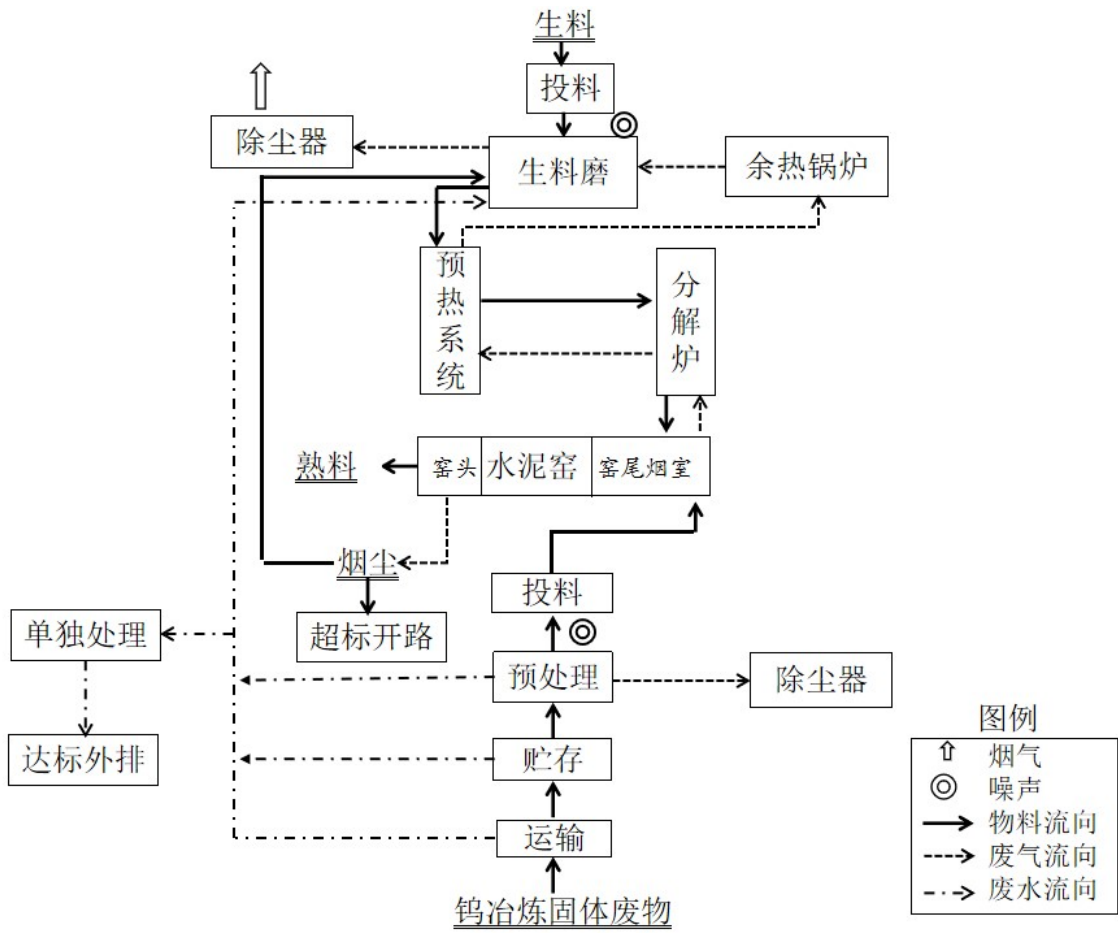 生料
投料
除尘器
生料磨
余热锅炉
预热系统
分解炉
熟料
窑头
水泥窑
窑尾烟室
烟尘
投料
单独处理
超标开路
预处理
除尘器
达标外排
贮存
运输
钨冶炼固体废物
图例
烟气
噪声
物料流向
废气流向
废水流向